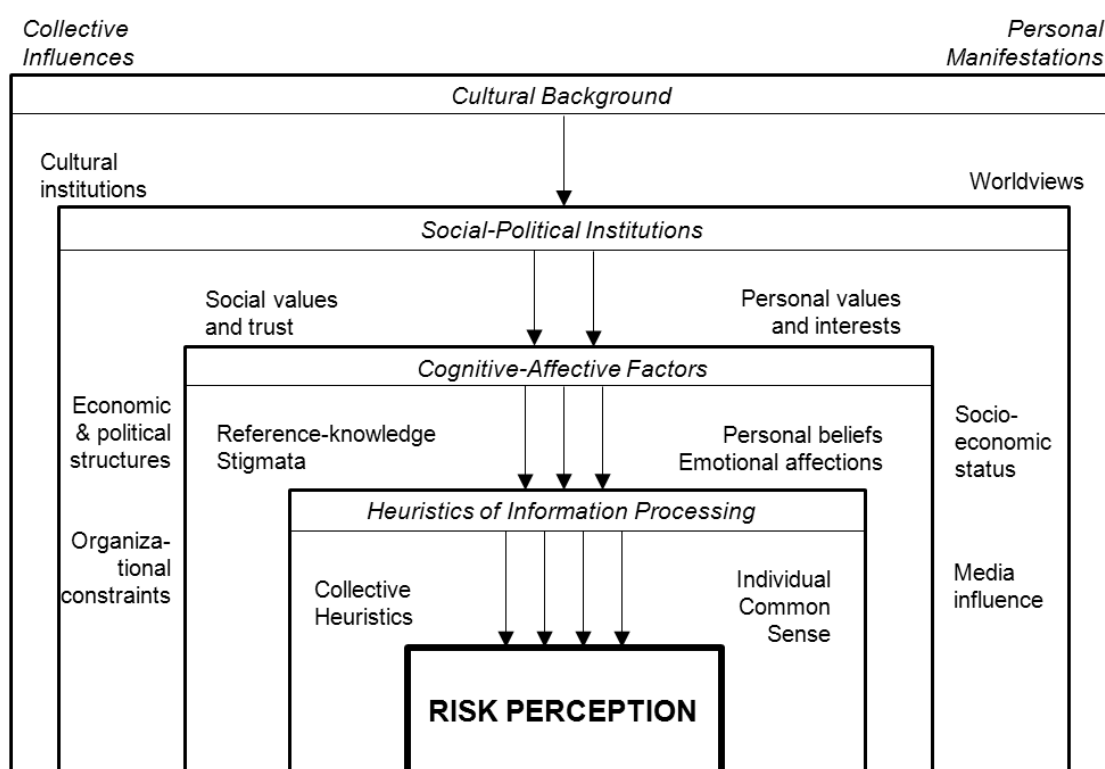 Collective
Influences
Personal
Manifestations
Cultural Background
Cultural
institutions
Worldviews
Social-Political Institutions
Social values
and trust
Personal values
and interests
Cognitive-Affective Factors
Economic
& political
structures
Reference-knowledge
Stigmata
Personal beliefs
Emotional affections
Socio-
economic
status
Heuristics of Information Processing
Organiza-
tional
constraints
Collective
Heuristics
Individual
Common
Sense
Media
influence
RISK PERCEPTION